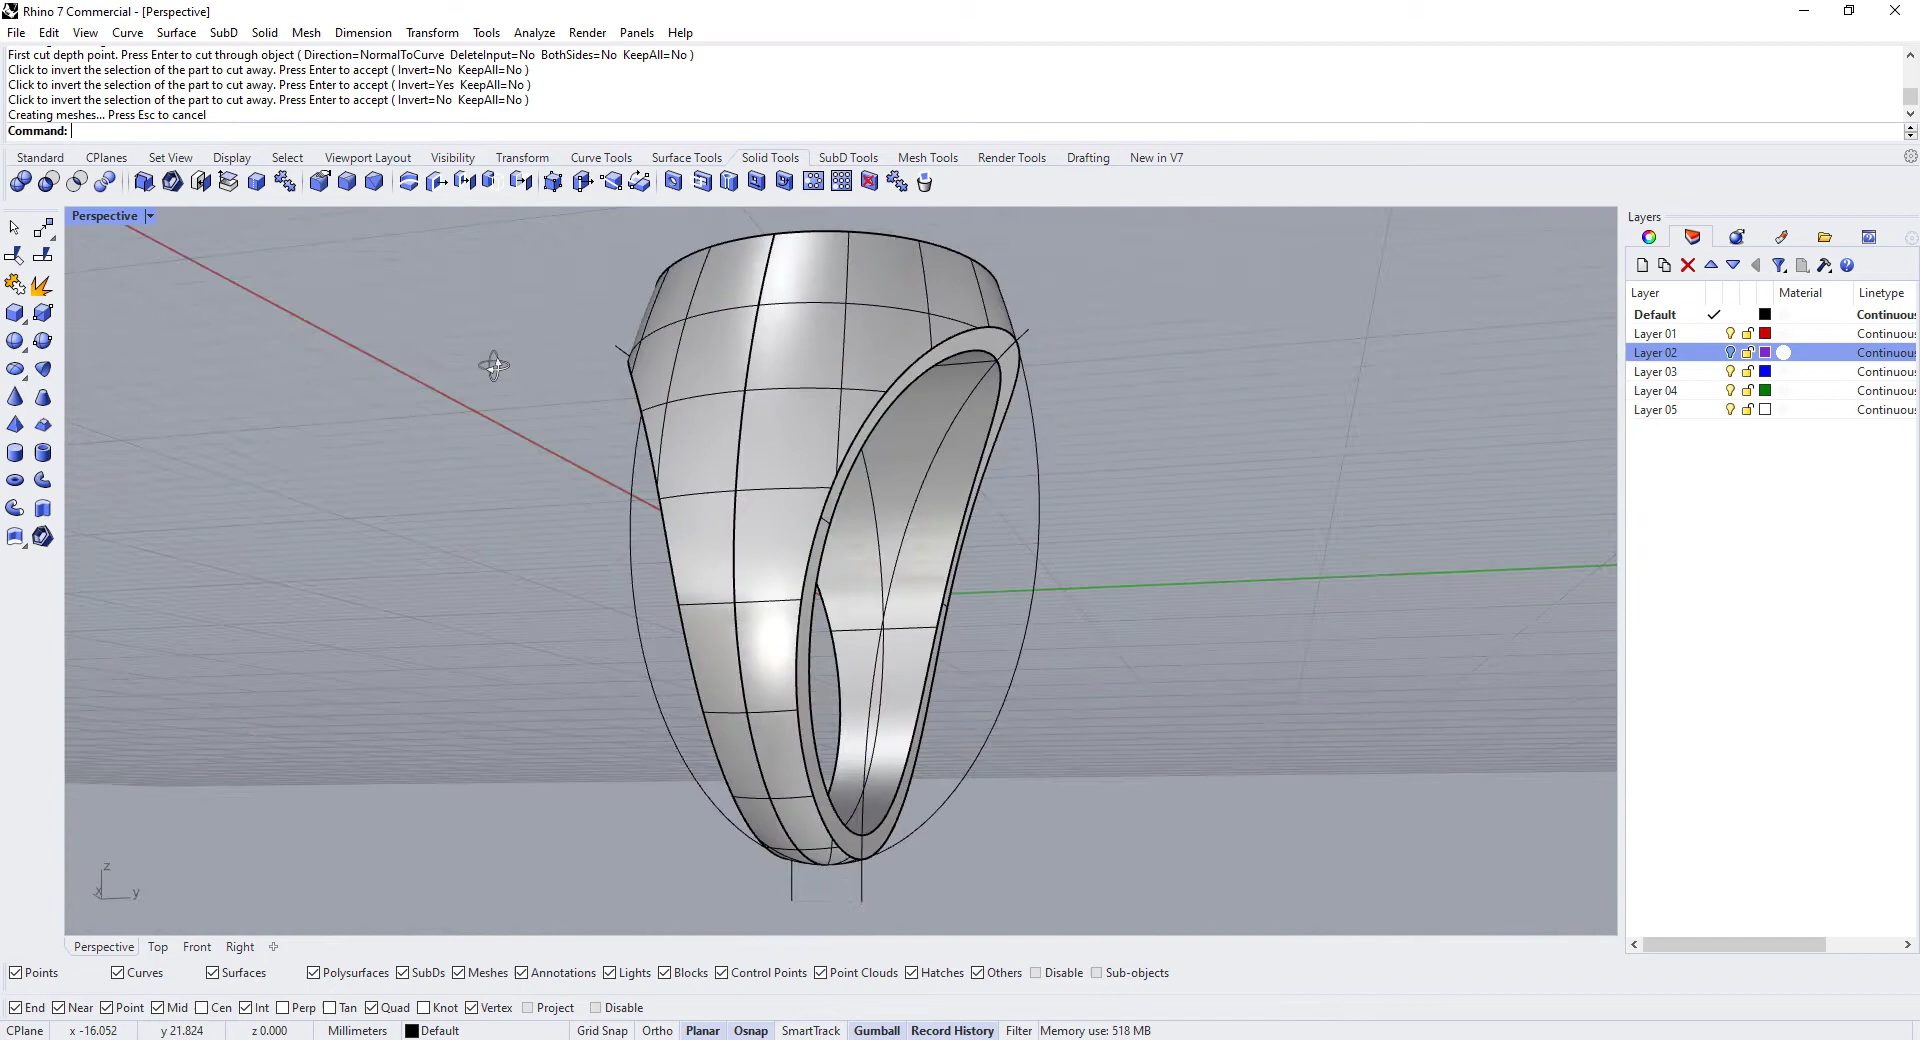 Rhino 7 Commercial - [Perspective]
File Edit View Curve Surface SubD Solid Mesh Dimension Transform Tools Analyze Render Panels Help
First cut depth point. Press Enter to cut through object ( Direction=NormalToCurve DeleteInput=No BothSides=No KeepAll=No )
Click to invert the selection of the part to cut away. Press Enter to accept ( Invert=No KeepAll=No )
Click to invert the selection of the part to cut away. Press Enter to accept ( Invert=Yes KeepAll=No )
Click to invert the selection of the part to cut away. Press Enter to accept ( Invert=No KeepAll=No )
Creating meshes... Press Esc to cancel
Command:
Standard CPlanes Set View Display Select Viewport Layout Visibility Transform Curve Tools Surface Tools Solid Tools SubD Tools Mesh Tools Render Tools Drafting New in V7
Perspective
Layers
Layer Material Linetype
Default Continuous
Layer 01 Continuous
Layer 02 Continuous
Layer 03 Continuous
Layer 04 Continuous
Layer 05 Continuous
z
x y
Perspective Top Front Right
Points Curves Surfaces Polysurfaces SubDs Meshes Annotations Lights Blocks Control Points Point Clouds Hatches Others Disable Sub-objects
End Near Point Mid Cen Int Perp Tan Quad Knot Vertex Project Disable
CPlane x -16.052 y 21.824 z 0.000 Millimeters Default Grid Snap Ortho Planar Osnap SmartTrack Gumball Record History Filter Memory use: 518 MB